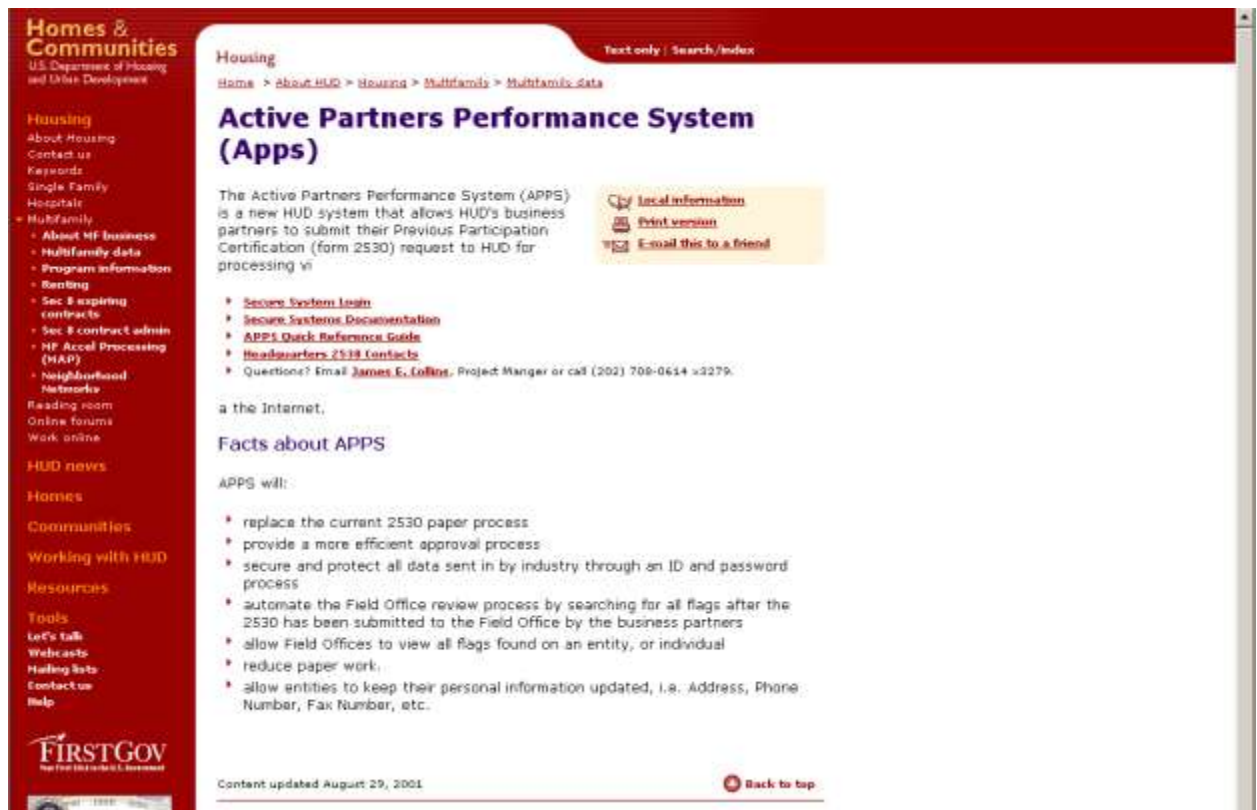 Homes &
Communities
U.S. Department of Housing
and Urban Development
Housing
About Housing
Contact us
Keywords
Single Family
Hospitals
Multifamily
About MF business
Multifamily data
Program information
Renting
Sec 8 expiring
contracts
Sec 8 contract admin
MF Accel Processing
(MAP)
Neighborhood
Networks
Reading room
Online forums
Work online
HUD news
Homes
Communities
Working with HUD
Resources
Tools
Let's talk
Webcasts
Mailing lists
Contact us
Help
FIRSTGOV
Your First Click to the U.S. Government
Housing
Text only | Search/index
Home > About HUD > Housing > Multifamily > Multifamily data
Active Partners Performance System
(Apps)
The Active Partners Performance System (APPS)
is a new HUD system that allows HUD's business
partners to submit their Previous Participation
Certification (form 2530) request to HUD for
processing vi
Local information
Print version
E-mail this to a friend
Secure System Login
Secure Systems Documentation
APPS Quick Reference Guide
Headquarters 2530 Contacts
Questions? Email James E. Collins, Project Manger or call (202) 708-0614 x3279.
a the Internet.
Facts about APPS
APPS will:
replace the current 2530 paper process
provide a more efficient approval process
secure and protect all data sent in by industry through an ID and password
process
automate the Field Office review process by searching for all flags after the
2530 has been submitted to the Field Office by the business partners
allow Field Offices to view all flags found on an entity, or individual
reduce paper work.
allow entities to keep their personal information updated, i.e. Address, Phone
Number, Fax Number, etc.
Content updated August 29, 2001
Back to top